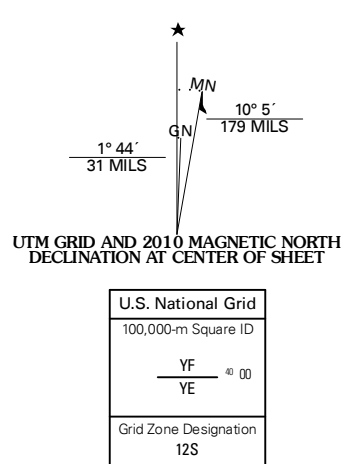 MN
10° 5´
179 MILS
GN
1° 44´
31 MILS
UTM GRID AND 2010 MAGNETIC NORTH
DECLINATION AT CENTER OF SHEET
U.S. National Grid
100,000-m Square ID
YF
40 00
YE
Grid Zone Designation
12S